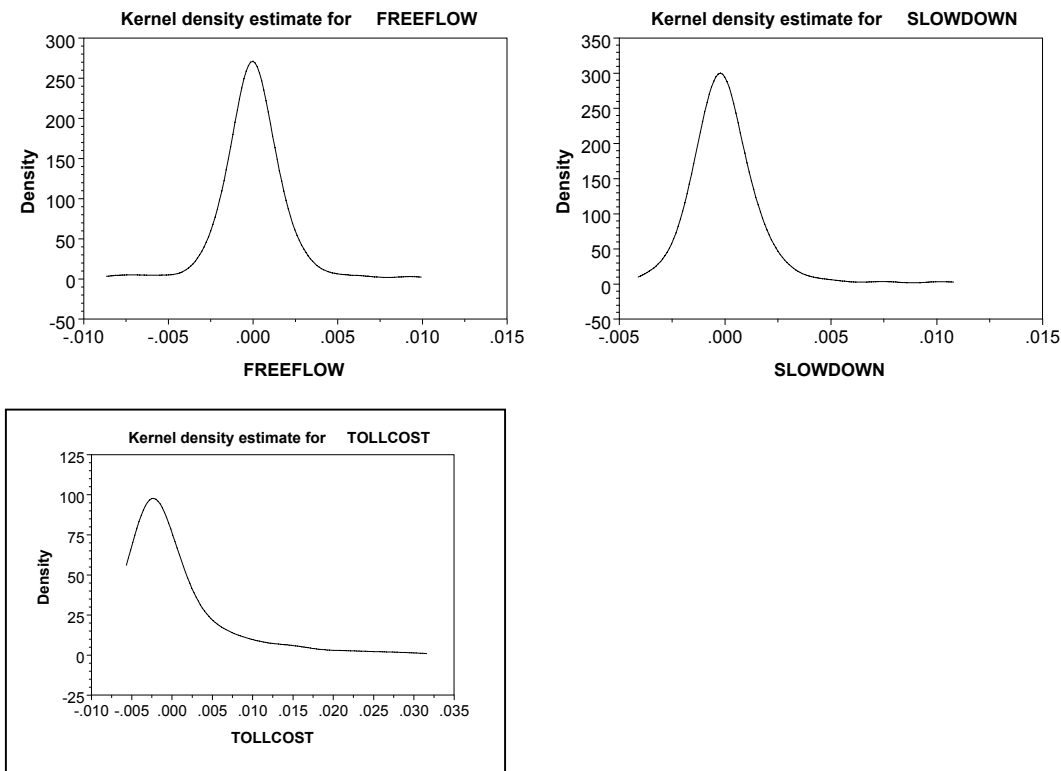 Kernel density estimate for FREEFLOW
300
250
200
150
100
50
0
-50
Density
-.010 -.005 .000 .005 .010 .015
FREEFLOW
Kernel density estimate for SLOWDOWN
350
300
250
200
150
100
50
0
-50
Density
-.005 .000 .005 .010 .015
SLOWDOWN
Kernel density estimate for TOLLCOST
125
100
75
50
25
0
-25
Density
-.010 -.005 .000 .005 .010 .015 .020 .025 .030 .035
TOLLCOST